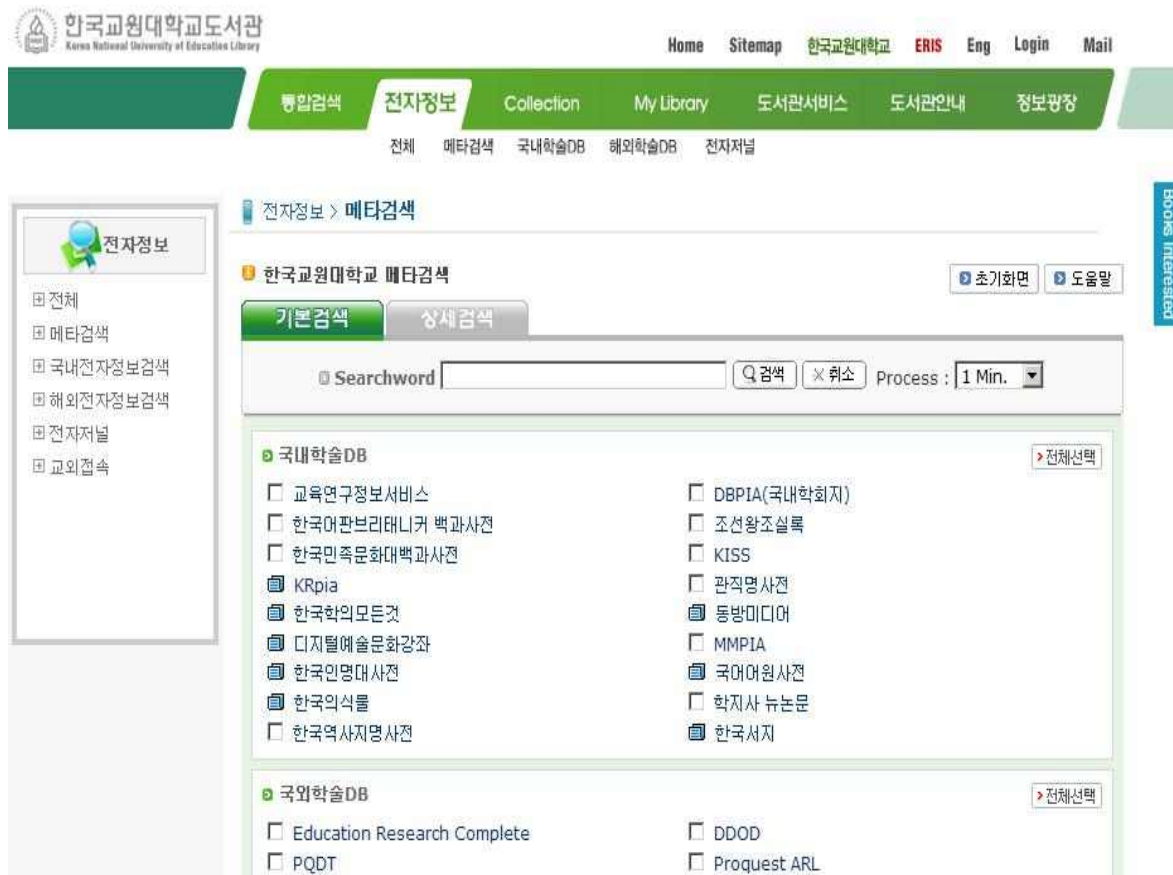 한국교원대학교도서관
Korea National University of Education Library
Home Sitemap 한국교원대학교 ERIS Eng Login Mail
통합검색 전자정보 Collection My Library 도서관서비스 도서관안내 정보광장
전체 메타검색 국내학술DB 해외학술DB 전자저널
Books Interested
전자정보
전체
메타검색
국내전자정보검색
해외전자정보검색
전자저널
교외접속
전자정보 > 메타검색
한국교원대학교 메타검색
초기화면 도움말
기본검색 상세검색
Searchword 검색 취소 Process : 1 Min.
국내학술DB 전체선택
교육연구정보서비스 DBPIA(국내학회지)
한국어판브리태니커 백과사전 조선왕조실록
한국민족문화대백과사전 KISS
KRpia 관직명사전
한국학의모든것 동방미디어
디지털예술문화강좌 MMPIA
한국인명대사전 국어어원사전
한국의식물 학지사 뉴논문
한국역사지명사전 한국서지
국외학술DB 전체선택
Education Research Complete DDOD
PQDT Proquest ARL